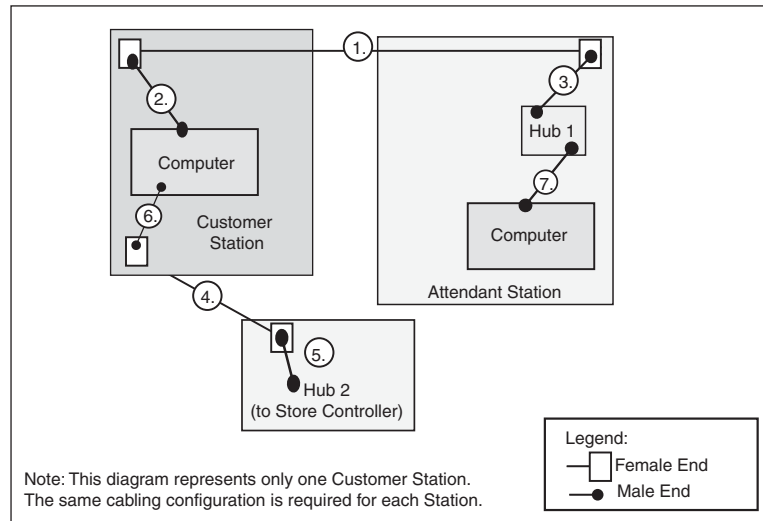 1.
2.
3.
Hub 1
Computer
7.
6.
Customer
Station
Computer
4.
Attendant Station
5.
Hub 2
(to Store Controller)
Legend:
Female End
Male End
Note: This diagram represents only one Customer Station.
The same cabling configuration is required for each Station.